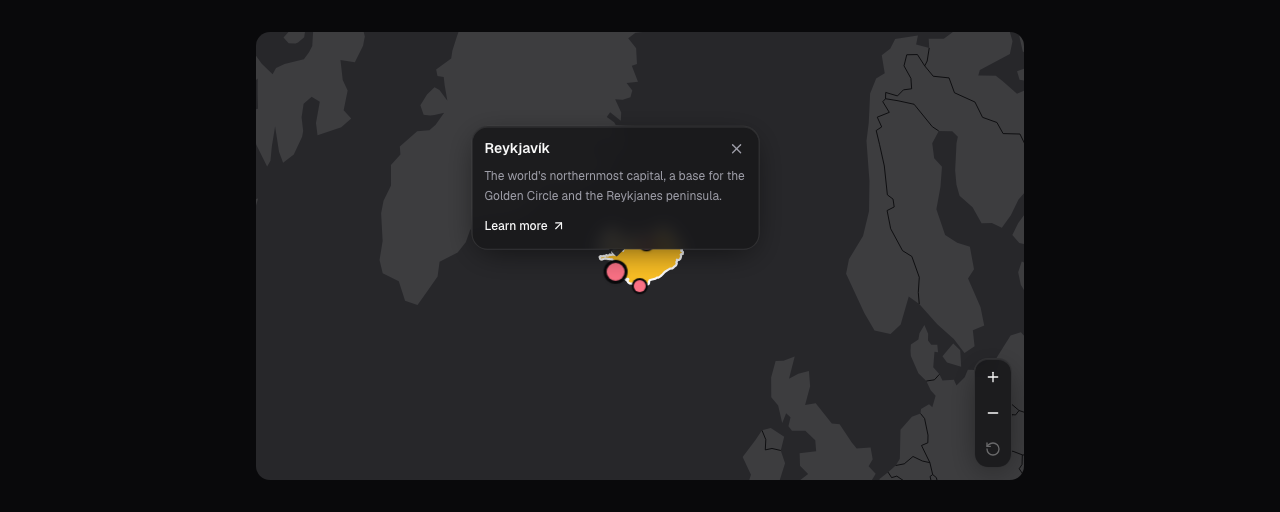 Reykjavík
The world's northernmost capital, a base for the
Golden Circle and the Reykjanes peninsula.
Learn more